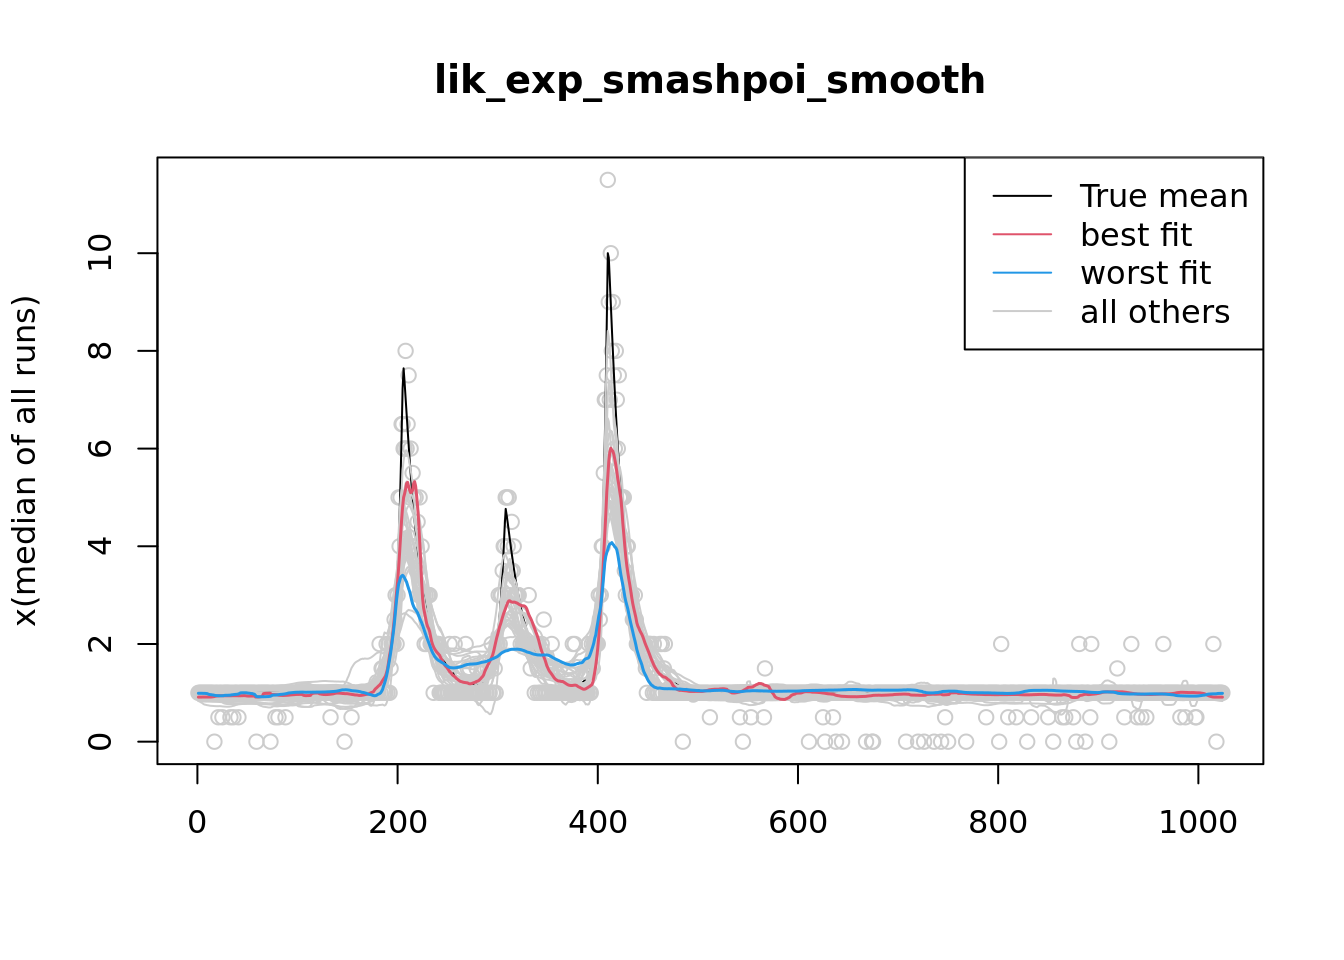 lik_exp_smashpoi_smooth
True mean
best fit
worst fit
all others
x(median of all runs)
10
8
6
4
2
0
0 200 400 600 800 1000